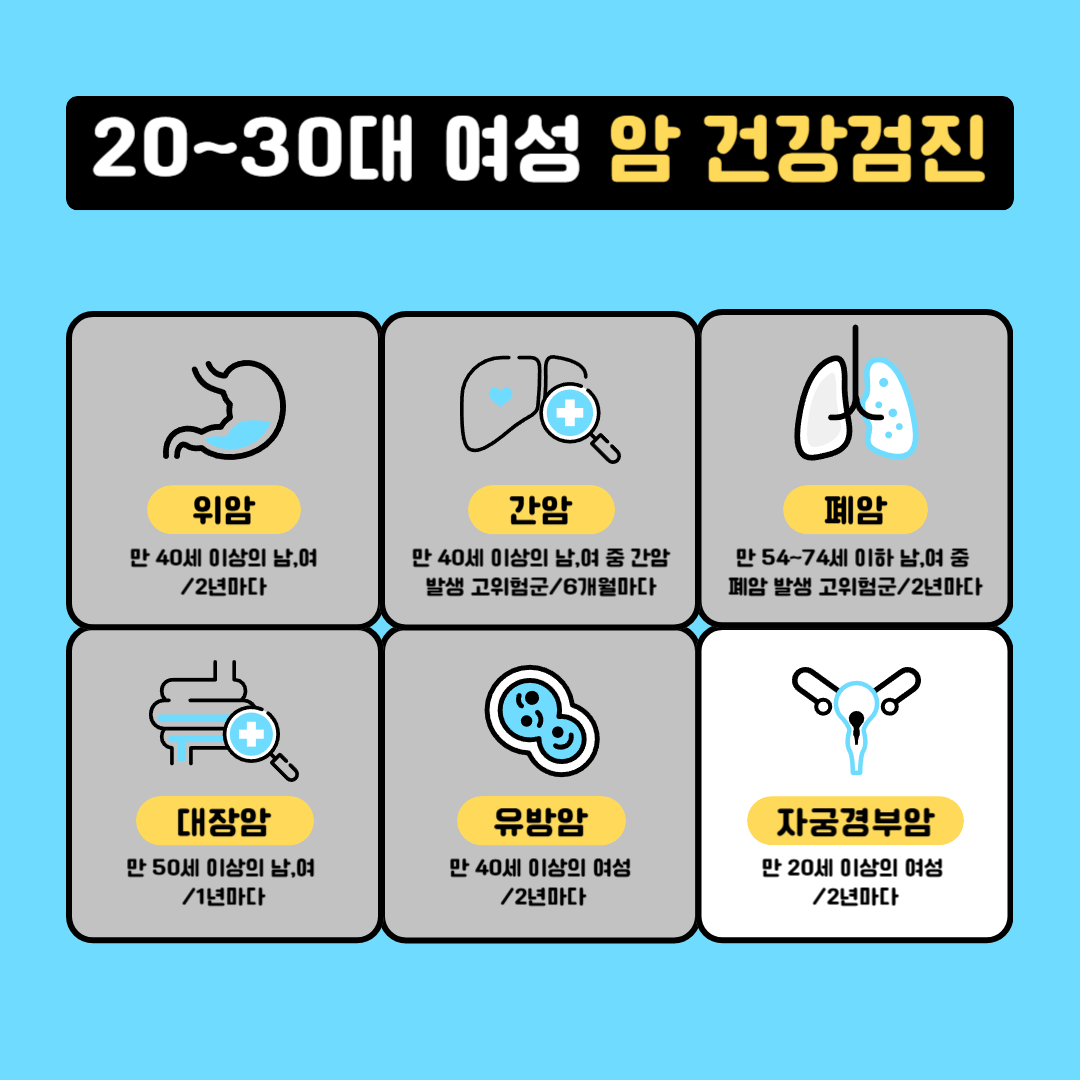 20~30대 여성 암 건강검진
위암
만 40세 이상의 남,여
/2년마다
간암
만 40세 이상의 남,여 중 간암
발생 고위험군/6개월마다
폐암
만 54~74세 이하 남,여 중
폐암 발생 고위험군/2년마다
대장암
만 50세 이상의 남,여
/1년마다
유방암
만 40세 이상의 여성
/2년마다
자궁경부암
만 20세 이상의 여성
/2년마다